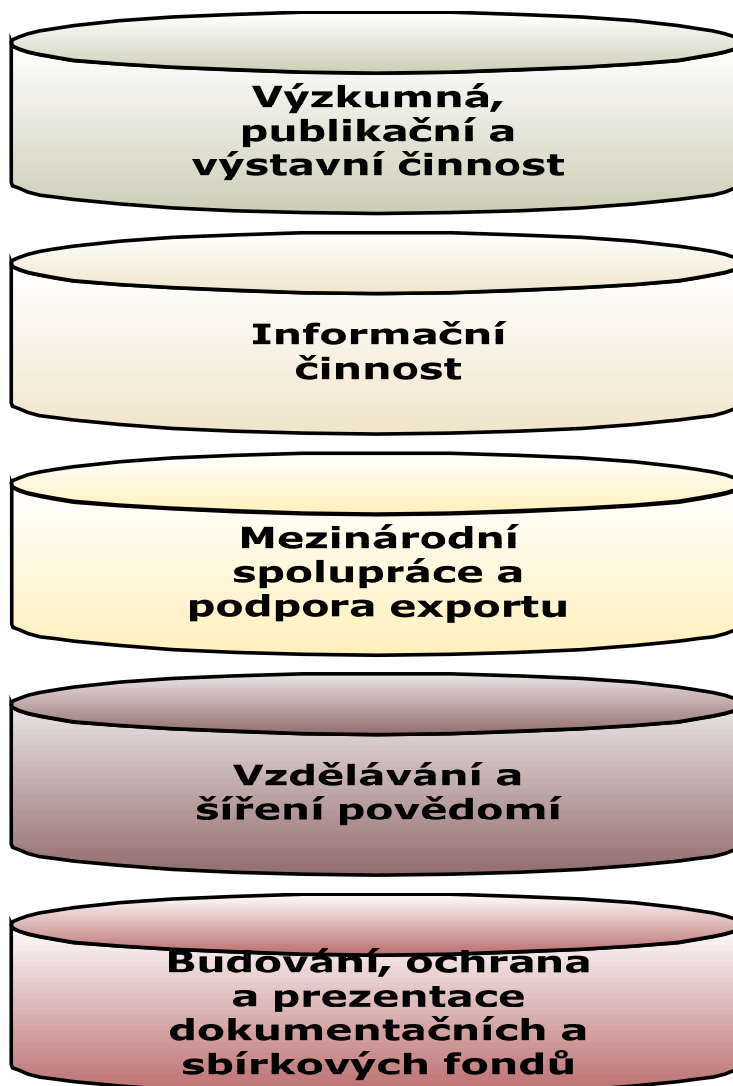 Výzkumná,
publikační a
výstavní činnost
Informační
činnost
Mezinárodní
spolupráce a
podpora exportu
Vzdělávání a
šíření povědomí
Budování, ochrana
a prezentace
dokumentačních a
sbírkových fondů